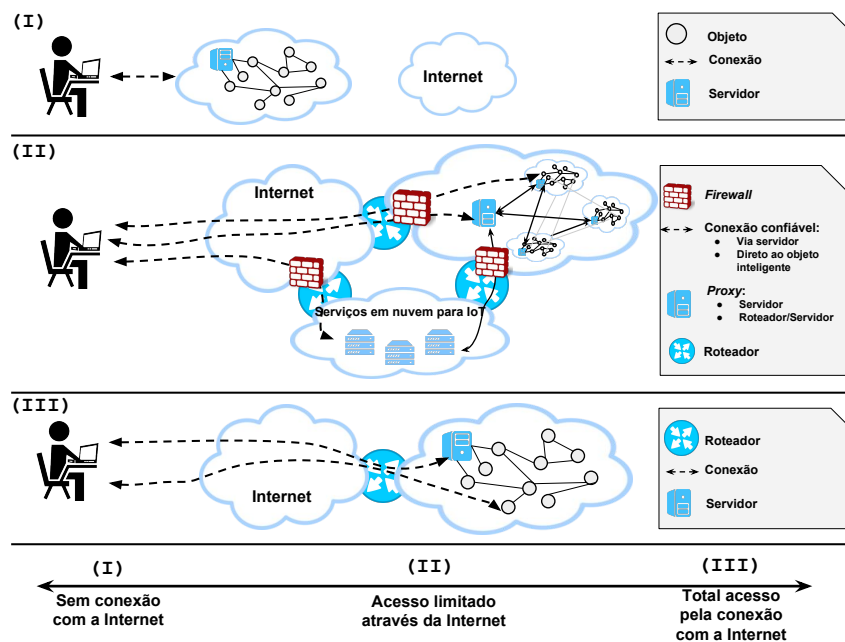 (I)
Internet
Objeto
Conexão
Servidor
(II)
Internet
Serviços em nuvem para IoT
Firewall
Conexão confiável:
● Via servidor
● Direto ao objeto
inteligente
Proxy:
● Servidor
● Roteador/Servidor
Roteador
(III)
Internet
Roteador
Conexão
Servidor
(I)
(II)
(III)
Sem conexão
com a Internet
Acesso limitado
através da Internet
Total acesso
pela conexão
com a Internet